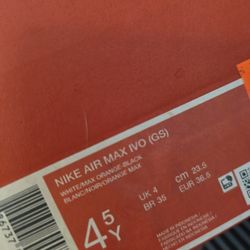 NIKE AIR MAX IVO (GS)
WHITE/MAX ORANGE-BLACK
BLANC/NOIR/ORANGE MAX
4.5Y
UK 4
BR 35
cm 23.5
EUR 36.5
MADE IN INDONESIA